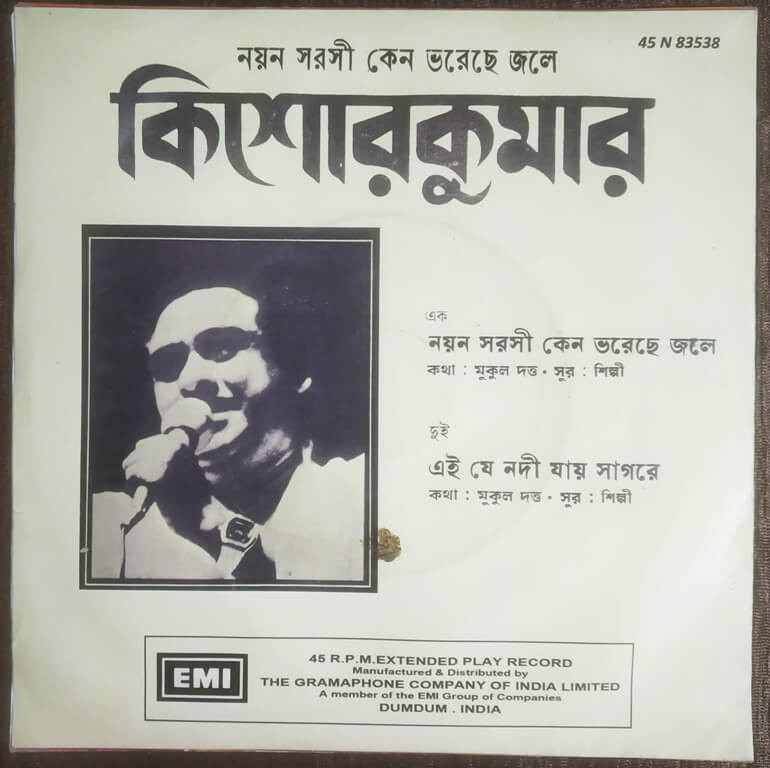 45 N 83538
নয়ন সরসী কেন ভরেছে জলে
কিশোরকুমার
এক
নয়ন সরসী কেন ভরেছে জলে
কথা : মুকুল দত্ত • সুর : শিল্পী
দুই
এই যে নদী যায় সাগরে
কথা : মুকুল দত্ত • সুর : শিল্পী
EMI
45 R.P.M.EXTENDED PLAY RECORD
Manufactured & Distributed by
THE GRAMAPHONE COMPANY OF INDIA LIMITED
A member of the EMI Group of Companies
DUMDUM . INDIA